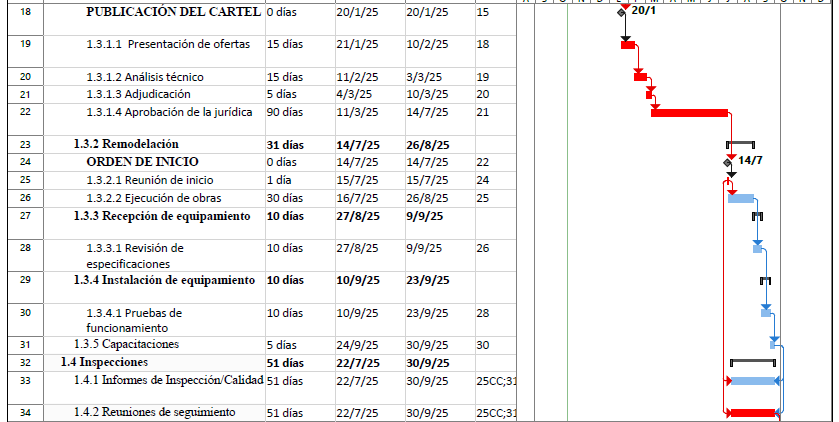 A S O N D E F M A M J J A S O N D
18 PUBLICACIÓN DEL CARTEL 0 días 20/1/25 20/1/25 15 20/1
19 1.3.1.1 Presentación de ofertas 15 días 21/1/25 10/2/25 18
20 1.3.1.2 Análisis técnico 15 días 11/2/25 3/3/25 19
21 1.3.1.3 Adjudicación 5 días 4/3/25 10/3/25 20
22 1.3.1.4 Aprobación de la jurídica 90 días 11/3/25 14/7/25 21
23 1.3.2 Remodelación 31 días 14/7/25 26/8/25
24 ORDEN DE INICIO 0 días 14/7/25 14/7/25 22 14/7
25 1.3.2.1 Reunión de inicio 1 día 15/7/25 15/7/25 24
26 1.3.2.2 Ejecución de obras 30 días 16/7/25 26/8/25 25
27 1.3.3 Recepción de equipamiento 10 días 27/8/25 9/9/25
28 1.3.3.1 Revisión de 10 días 27/8/25 9/9/25 26
especificaciones
29 1.3.4 Instalación de equipamiento 10 días 10/9/25 23/9/25
30 1.3.4.1 Pruebas de 10 días 10/9/25 23/9/25 28
funcionamiento
31 1.3.5 Capacitaciones 5 días 24/9/25 30/9/25 30
32 1.4 Inspecciones 51 días 22/7/25 30/9/25
33 1.4.1 Informes de Inspección/Calidad 51 días 22/7/25 30/9/25 25CC;31
34 1.4.2 Reuniones de seguimiento 51 días 22/7/25 30/9/25 25CC;31